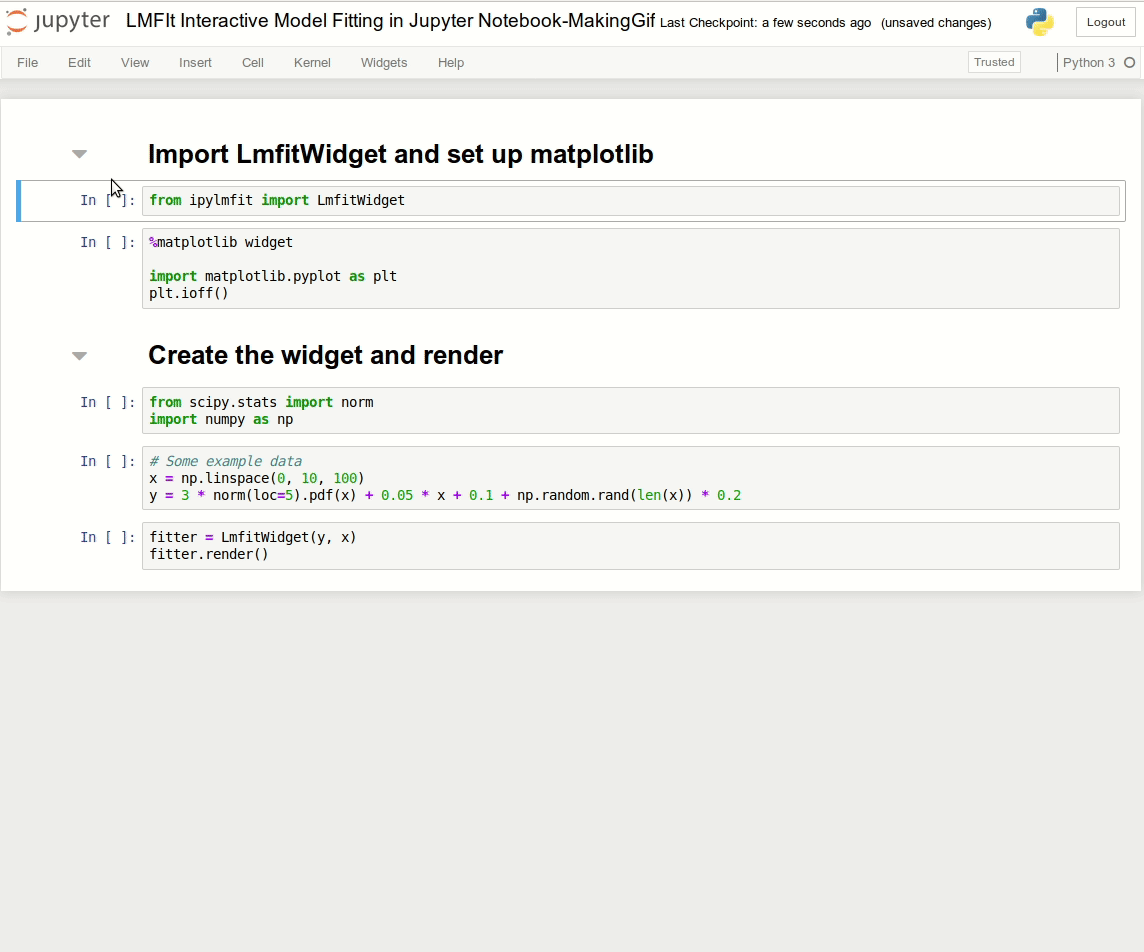 jupyter LMFIt Interactive Model Fitting in Jupyter Notebook-MakingGif Last Checkpoint: a few seconds ago (unsaved changes) Logout
File Edit View Insert Cell Kernel Widgets Help Trusted Python 3
Import LmfitWidget and set up matplotlib
In [ ]: from ipylmfit import LmfitWidget
In [ ]: %matplotlib widget
import matplotlib.pyplot as plt
plt.ioff()
Create the widget and render
In [ ]: from scipy.stats import norm
import numpy as np
In [ ]: # Some example data
x = np.linspace(0, 10, 100)
y = 3 * norm(loc=5).pdf(x) + 0.05 * x + 0.1 + np.random.rand(len(x)) * 0.2
In [ ]: fitter = LmfitWidget(y, x)
fitter.render()